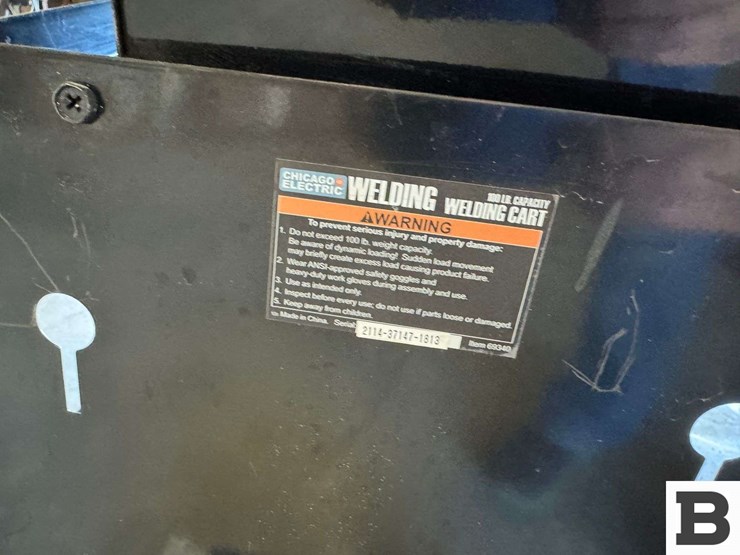 CHICAGO ELECTRIC WELDING
100 LB. CAPACITY
WELDING CART
WARNING
To prevent serious injury and property damage:
1. Do not exceed 100 lb. weight capacity.
Be aware of dynamic loading! Sudden load movement
may briefly create excess load causing product failure.
2. Wear ANSI-approved safety goggles and
heavy-duty work gloves during assembly and use.
3. Use as intended only.
4. Inspect before every use; do not use if parts loose or damaged.
5. Keep away from children.
Made in China. Serial: 2114-37147-1813 Item 69340
B